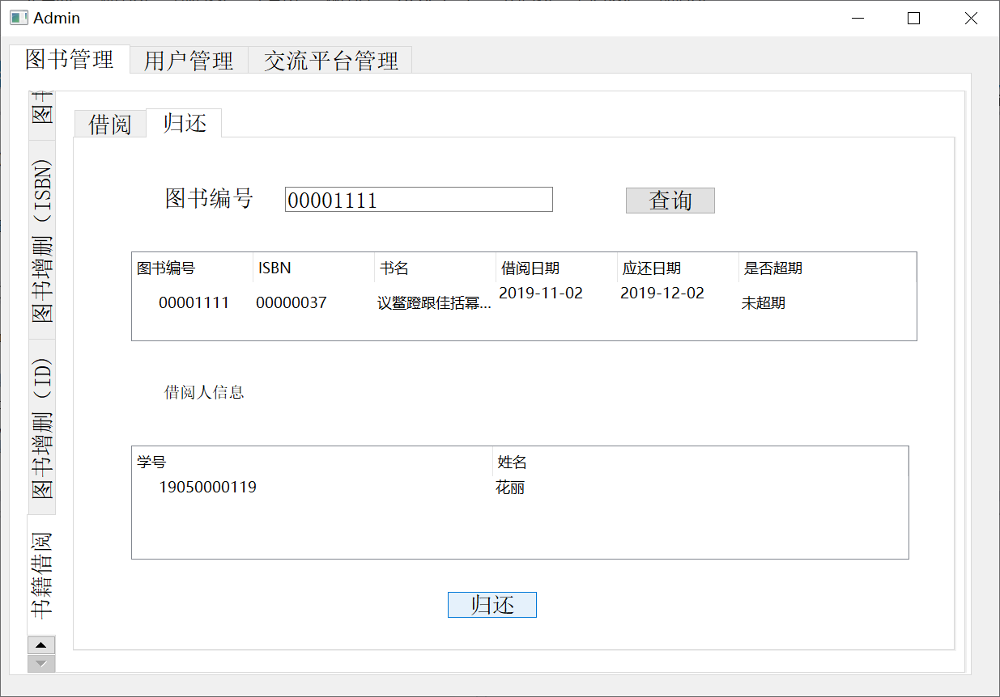 Admin
图书管理 用户管理 交流平台管理
图书增删（ISBN）
图书增删（ID）
书籍借阅
借阅 归还
图书编号 00001111 查询
图书编号 ISBN 书名 借阅日期 应还日期 是否超期
00001111 00000037 议鳖蹬跟佳括幂... 2019-11-02 2019-12-02 未超期
借阅人信息
学号 姓名
19050000119 花丽
归还